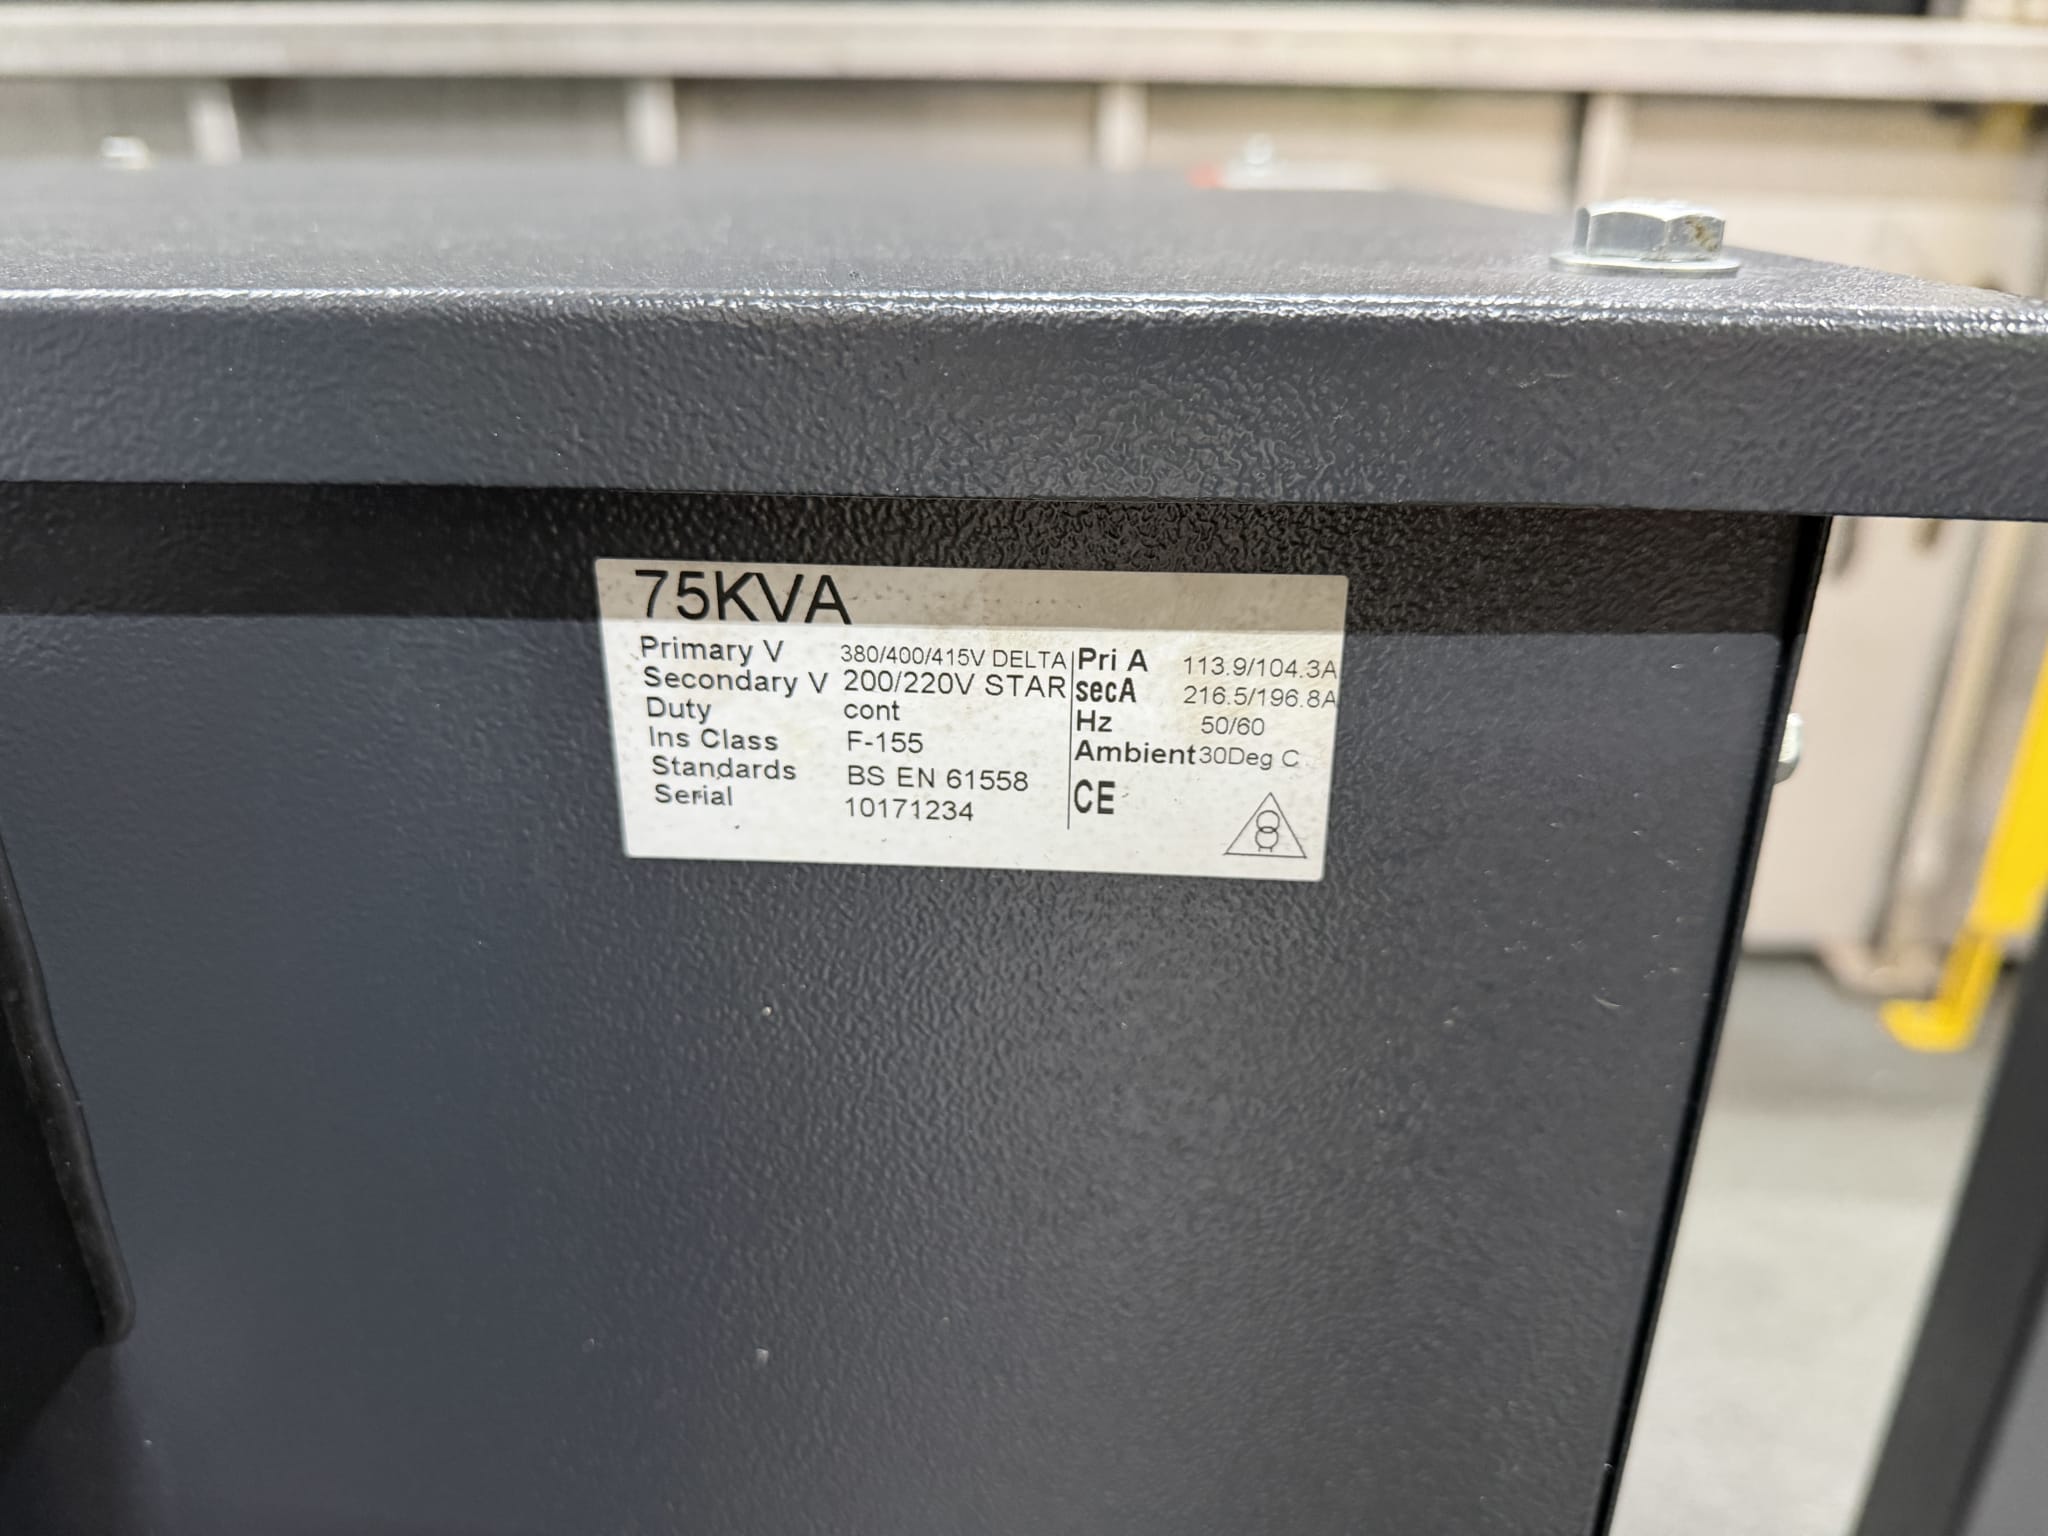 75KVA
Primary V 380/400/415V DELTA
Secondary V 200/220V STAR
Duty cont
Ins Class F-155
Standards BS EN 61558
Serial 10171234
Pri A 113.9/104.3A
secA 216.5/196.8A
Hz 50/60
Ambient 30Deg C
CE